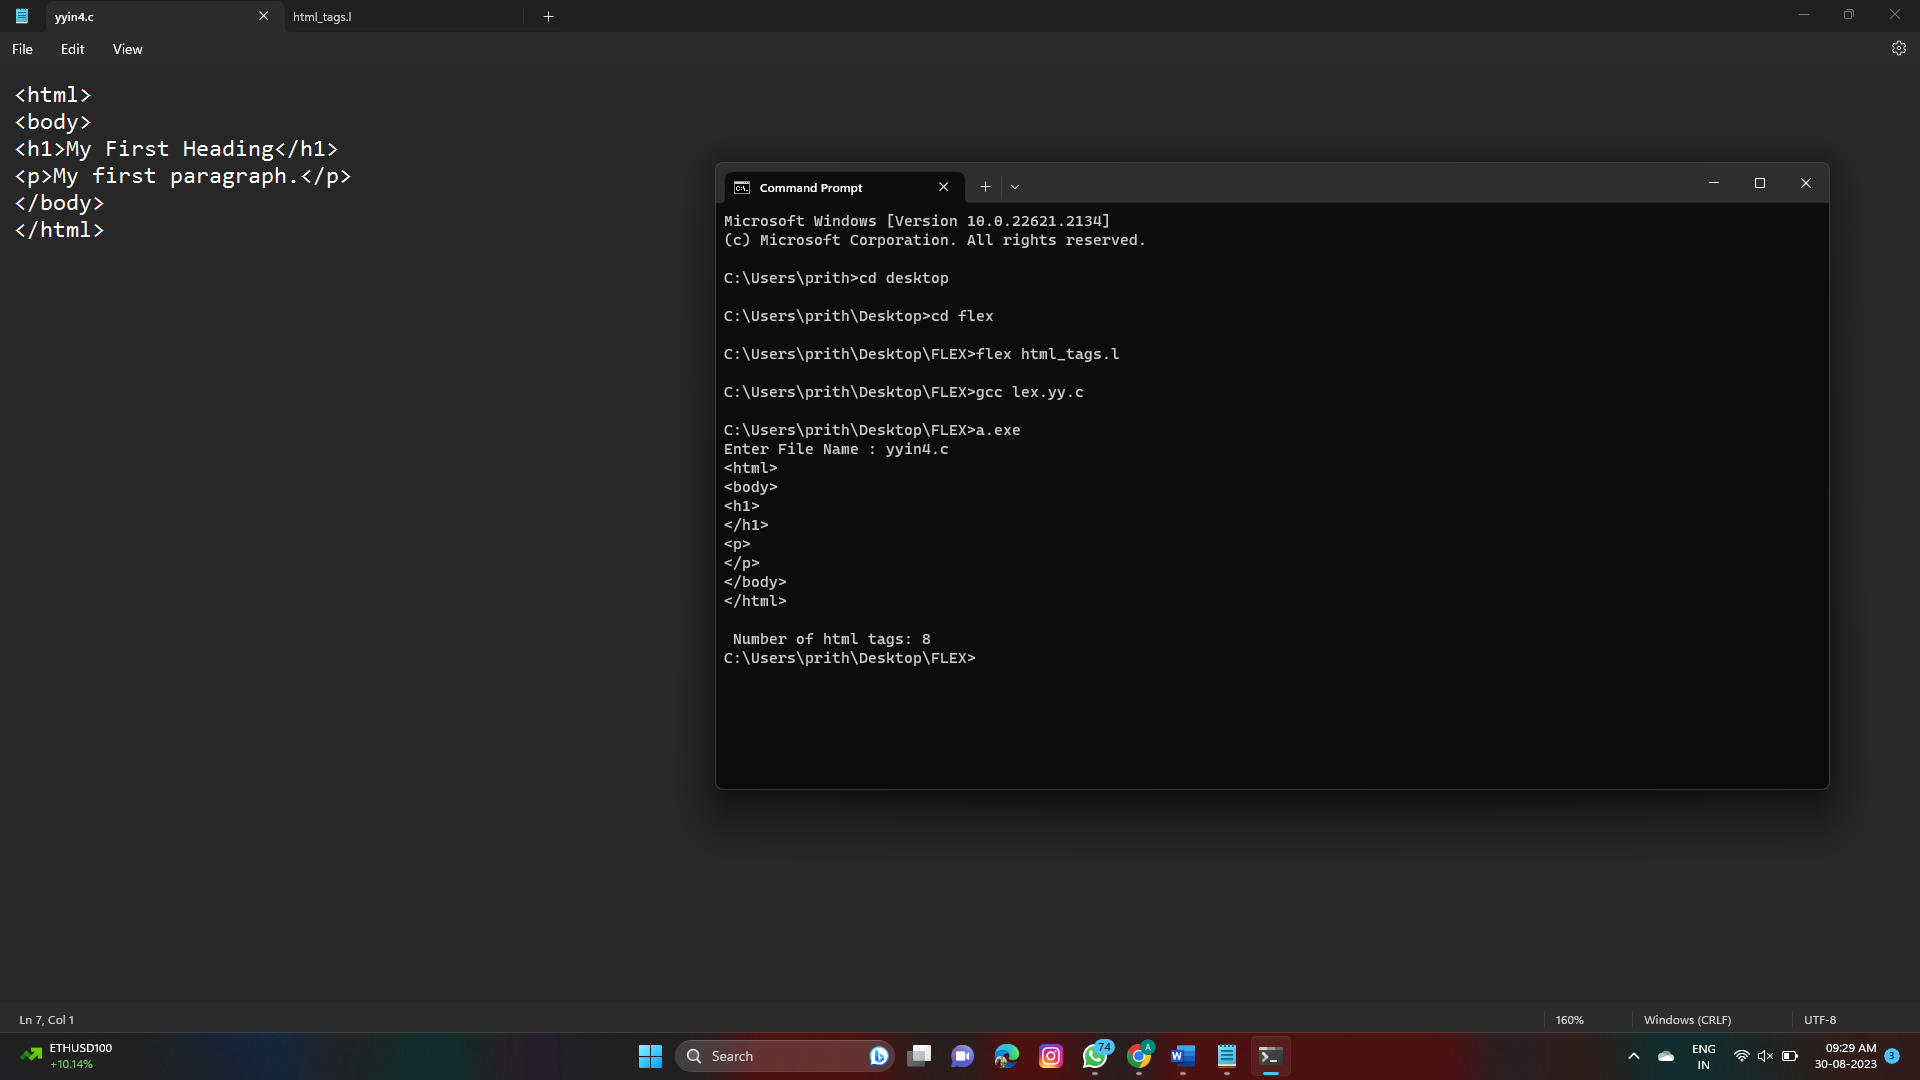 yyin4.c
html_tags.l
File Edit View
<html>
<body>
<h1>My First Heading</h1>
<p>My first paragraph.</p>
</body>
</html>
Command Prompt
Microsoft Windows [Version 10.0.22621.2134]
(c) Microsoft Corporation. All rights reserved.
C:\Users\prith>cd desktop
C:\Users\prith\Desktop>cd flex
C:\Users\prith\Desktop\FLEX>flex html_tags.l
C:\Users\prith\Desktop\FLEX>gcc lex.yy.c
C:\Users\prith\Desktop\FLEX>a.exe
Enter File Name : yyin4.c
<html>
<body>
<h1>
</h1>
<p>
</p>
</body>
</html>
Number of html tags: 8
C:\Users\prith\Desktop\FLEX>
Ln 7, Col 1
160%
Windows (CRLF)
UTF-8
ETHUSD100
+10.14%
Search
74
A
ENG
IN
09:29 AM
30-08-2023
3